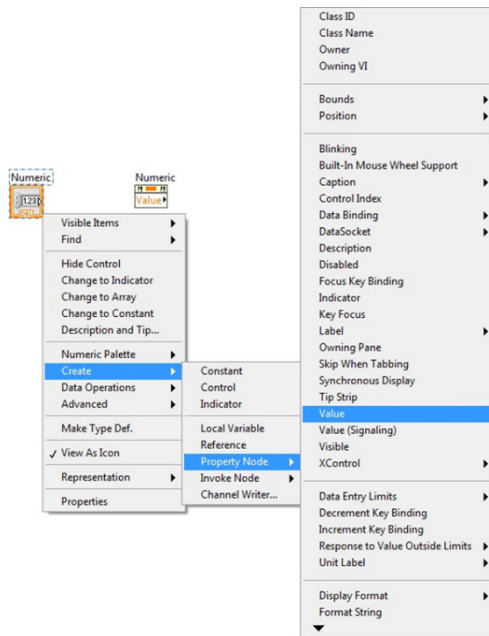 Numeric
1.23
Numeric
Value
Visible Items
Find
Hide Control
Change to Indicator
Change to Array
Change to Constant
Description and Tip...
Numeric Palette
Create
Data Operations
Advanced
Make Type Def.
View As Icon
Representation
Properties
Constant
Control
Indicator
Local Variable
Reference
Property Node
Invoke Node
Channel Writer...
Class ID
Class Name
Owner
Owning VI
Bounds
Position
Blinking
Built-In Mouse Wheel Support
Caption
Control Index
Data Binding
DataSocket
Description
Disabled
Focus Key Binding
Indicator
Key Focus
Label
Owning Pane
Skip When Tabbing
Synchronous Display
Tip Strip
Value
Value (Signaling)
Visible
XControl
Data Entry Limits
Decrement Key Binding
Increment Key Binding
Response to Value Outside Limits
Unit Label
Display Format
Format String